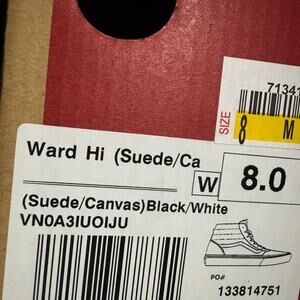 71341
SIZE
8 M
Ward Hi (Suede/Ca
W 8.0
(Suede/Canvas)Black/White
VN0A3IUOIJU
PO#
133814751